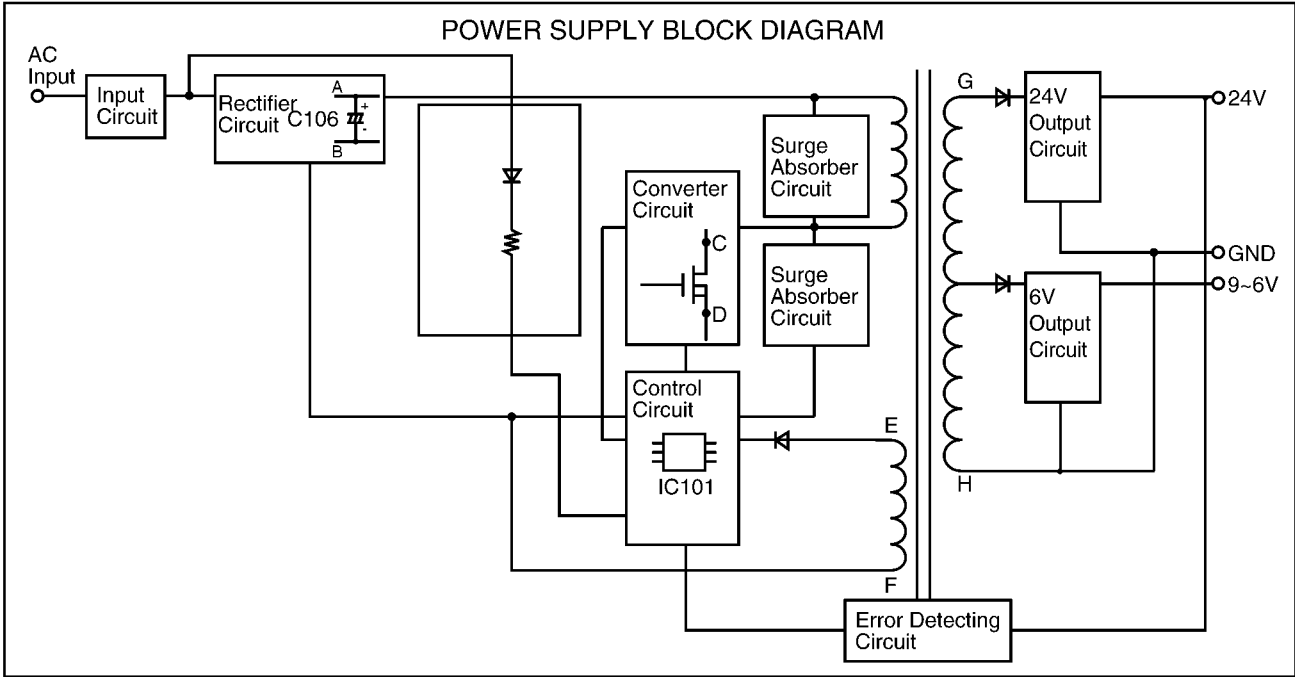 POWER SUPPLY BLOCK DIAGRAM
AC
Input
Input
Circuit
Rectifier
Circuit
C106
A
+
-
B
Converter
Circuit
C
D
Surge
Absorber
Circuit
Surge
Absorber
Circuit
Control
Circuit
IC101
E
F
G
H
24V
Output
Circuit
6V
Output
Circuit
24V
GND
9~6V
Error Detecting
Circuit